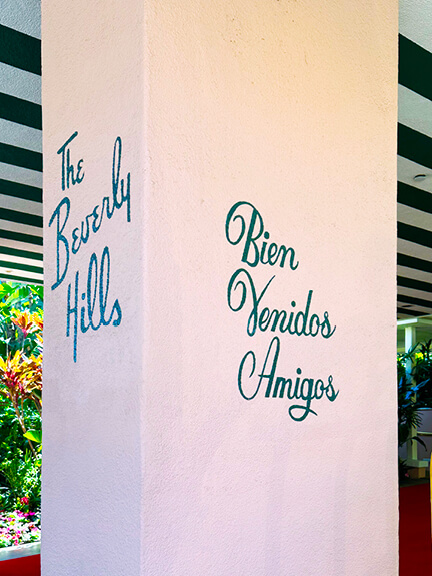 The
Beverly
Hills
Bien
Venidos
Amigos